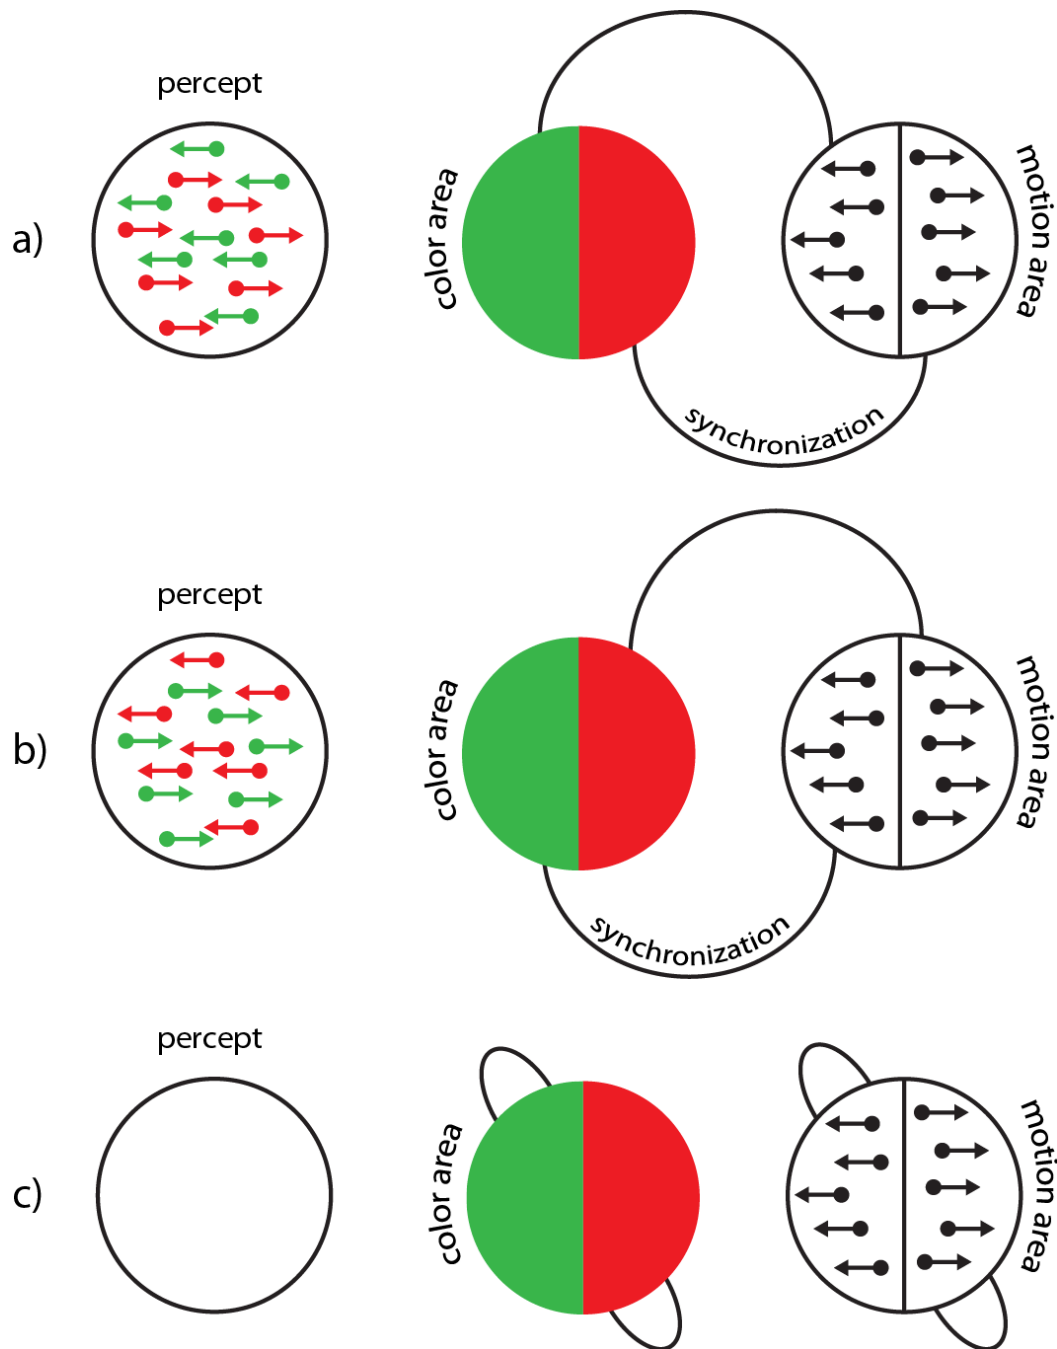 percept
a)
color area
motion area
synchronization
percept
b)
color area
motion area
synchronization
percept
c)
color area
motion area